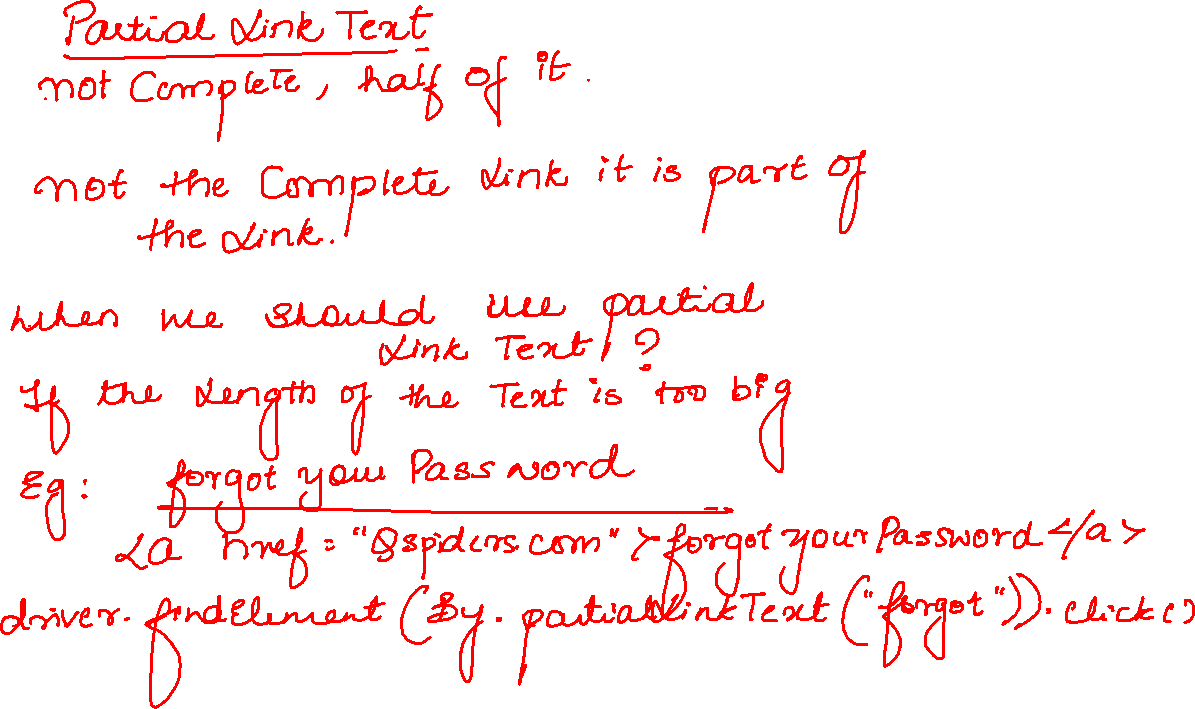 Partial Link Text
not Complete, half of it.
not the Complete Link it is part of
the Link.
when we should use partial
Link Text?
If the Length of the Text is too big
Eg: forgot your Password
<a href = "Qspiders.com" > forgot your Password </a>
driver.findElement(By.partialLinkText("forgot")).click()